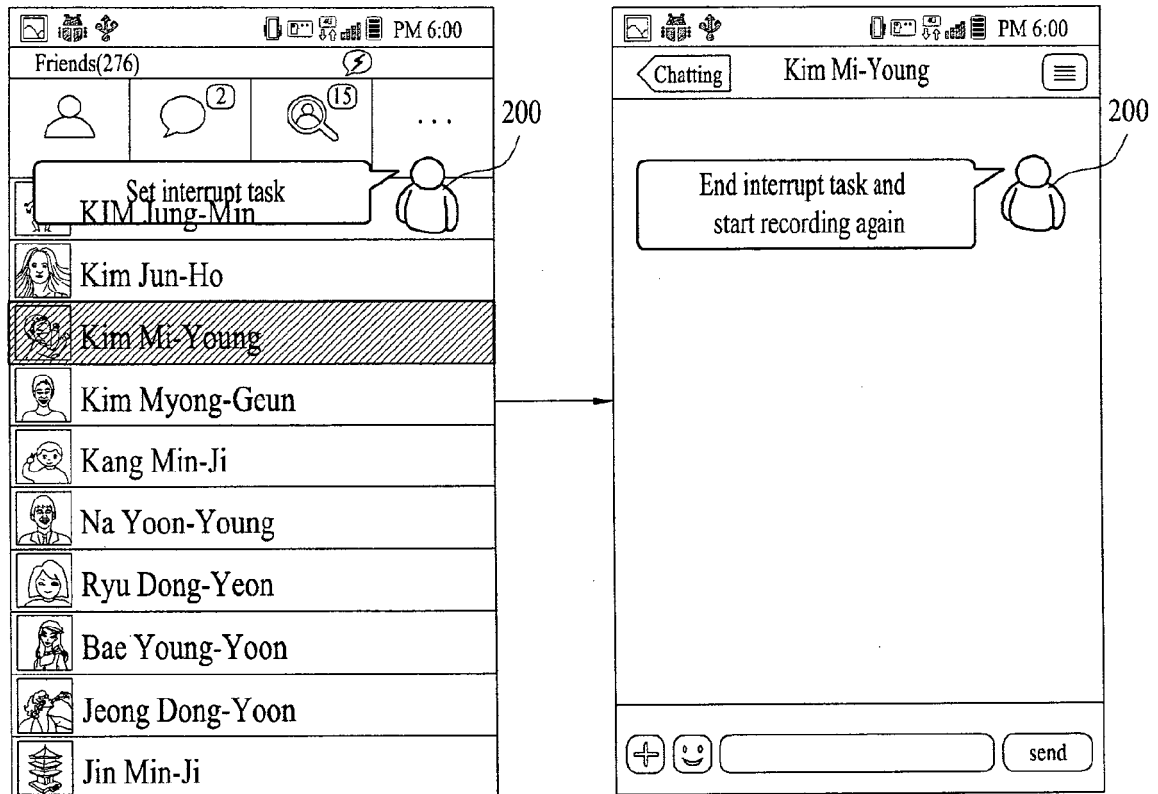 PM 6:00
Friends(276)
2
15
...
200
Set interrupt task
KIM Jung-Min
Kim Jun-Ho
Kim Mi-Young
Kim Myong-Geun
Kang Min-Ji
Na Yoon-Young
Ryu Dong-Yeon
Bae Young-Yoon
Jeong Dong-Yoon
Jin Min-Ji
PM 6:00
Chatting
Kim Mi-Young
200
End interrupt task and
start recording again
send